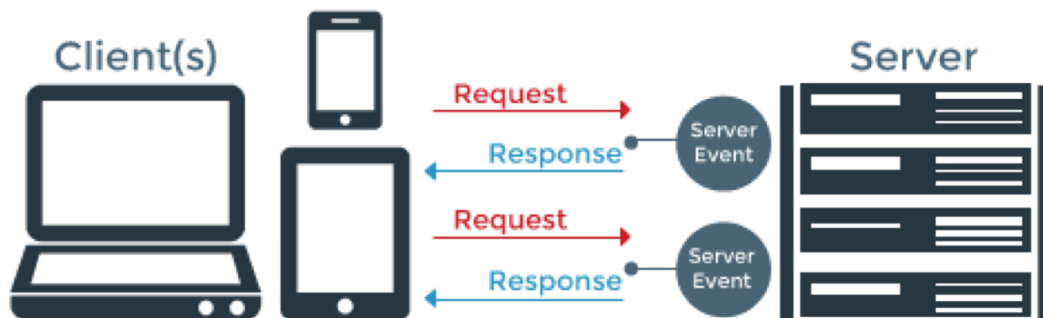 Client(s)
Server
Request
Server
Event
Response
Request
Server
Event
Response